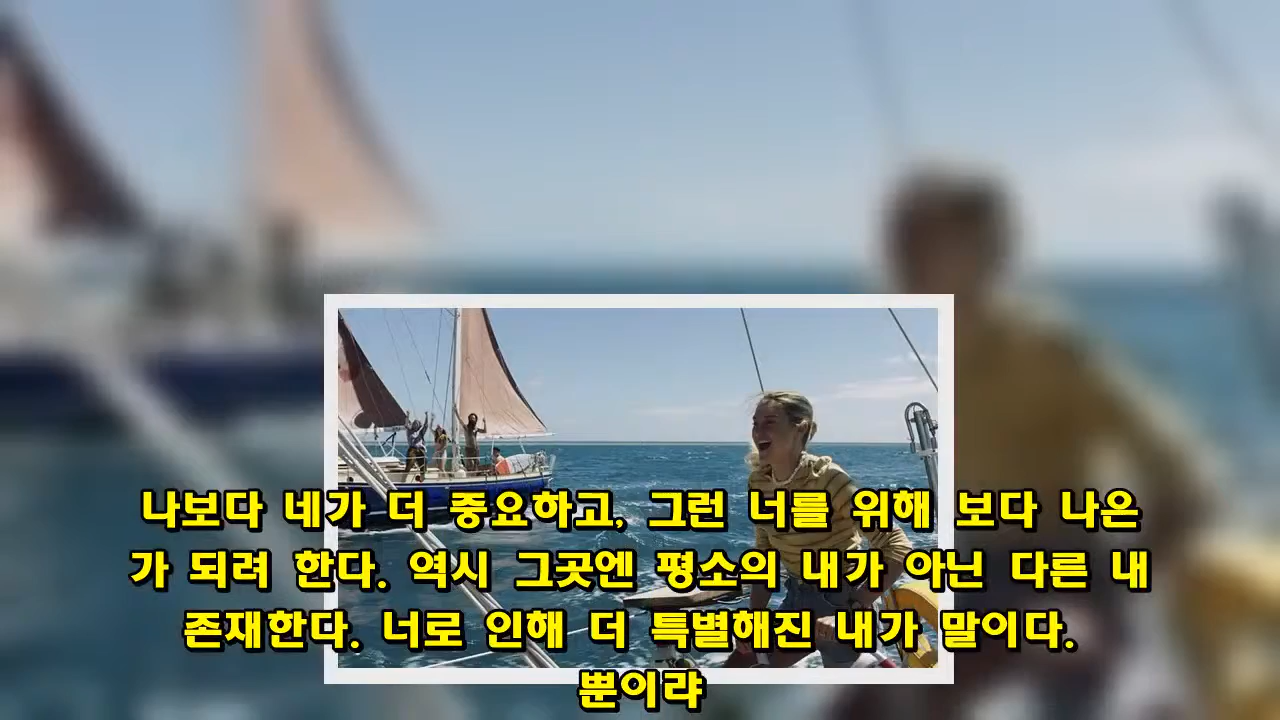 나보다 네가 더 중요하고, 그런 너를 위해 보다 나은
가 되려 한다. 역시 그곳엔 평소의 내가 아닌 다른 내
존재한다. 너로 인해 더 특별해진 내가 말이다.
뿐이랴